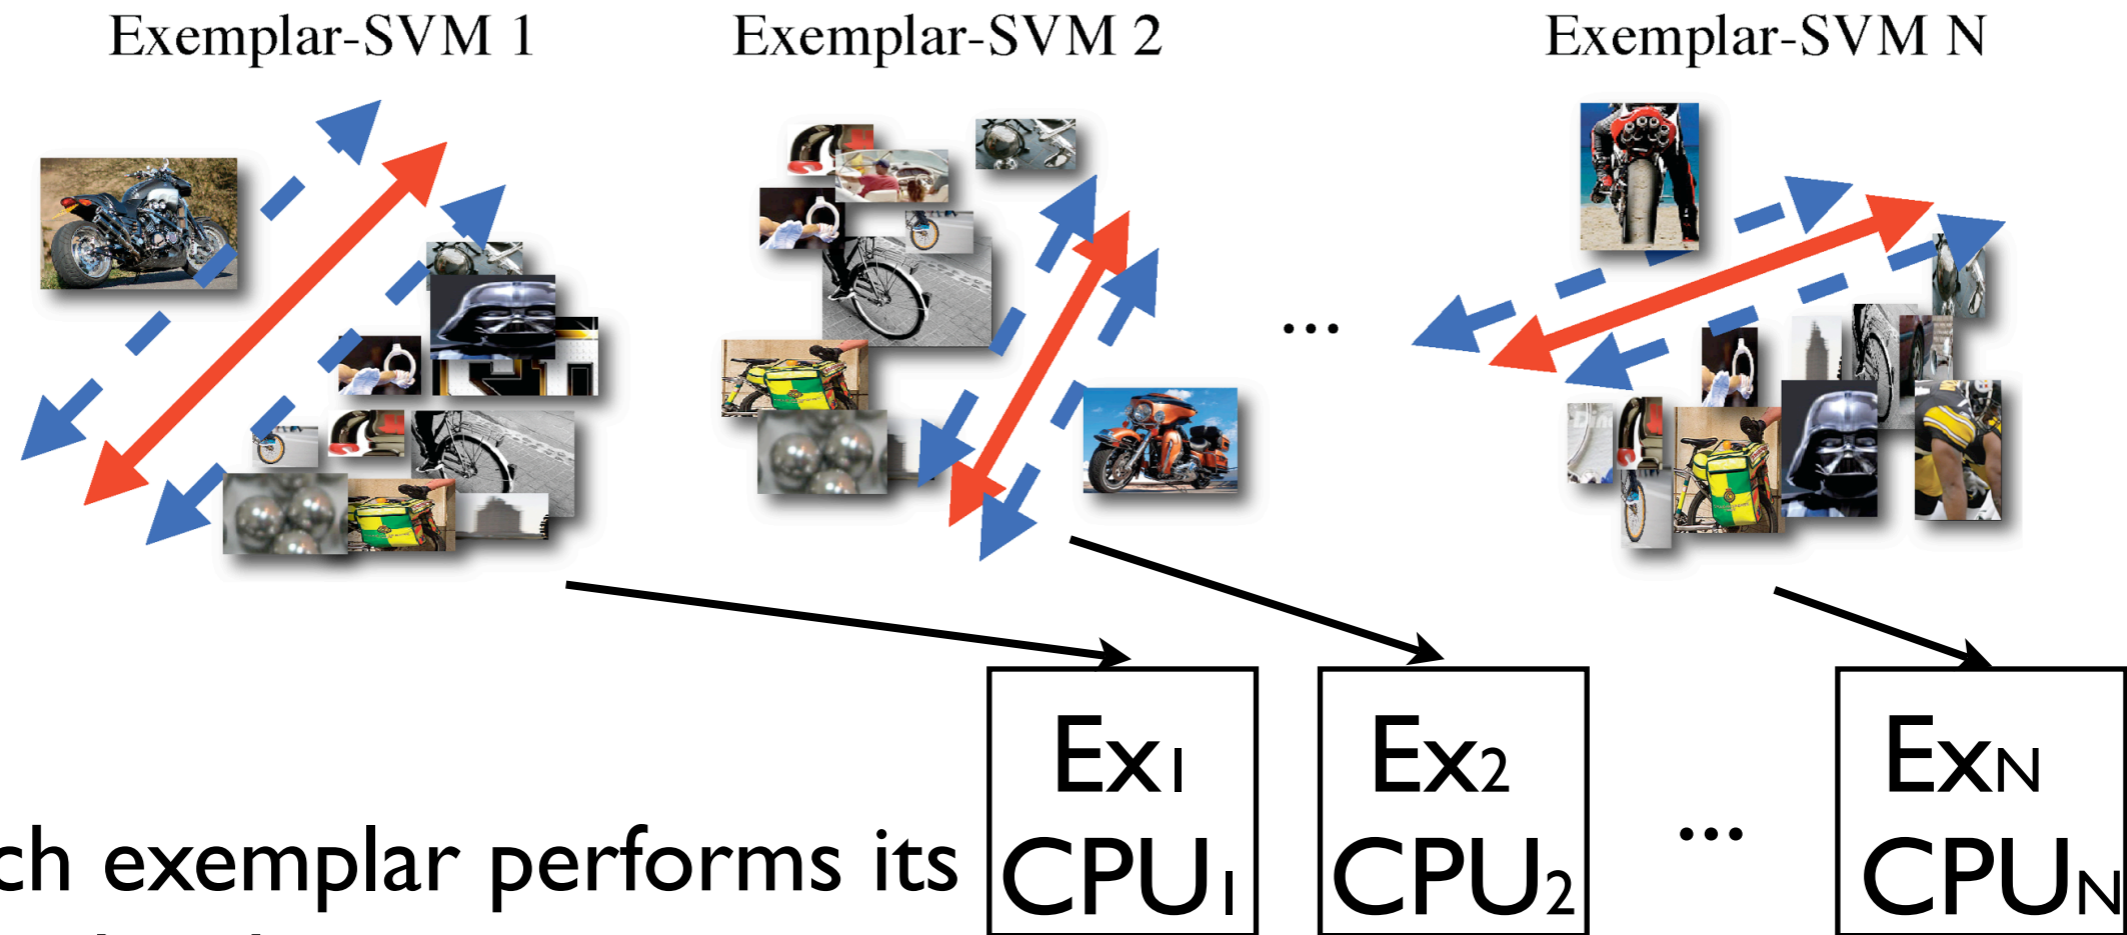 Exemplar-SVM 1
Exemplar-SVM 2
Exemplar-SVM N
...
Ex1
CPU1
Ex2
CPU2
...
ExN
CPUN
ch exemplar performs its